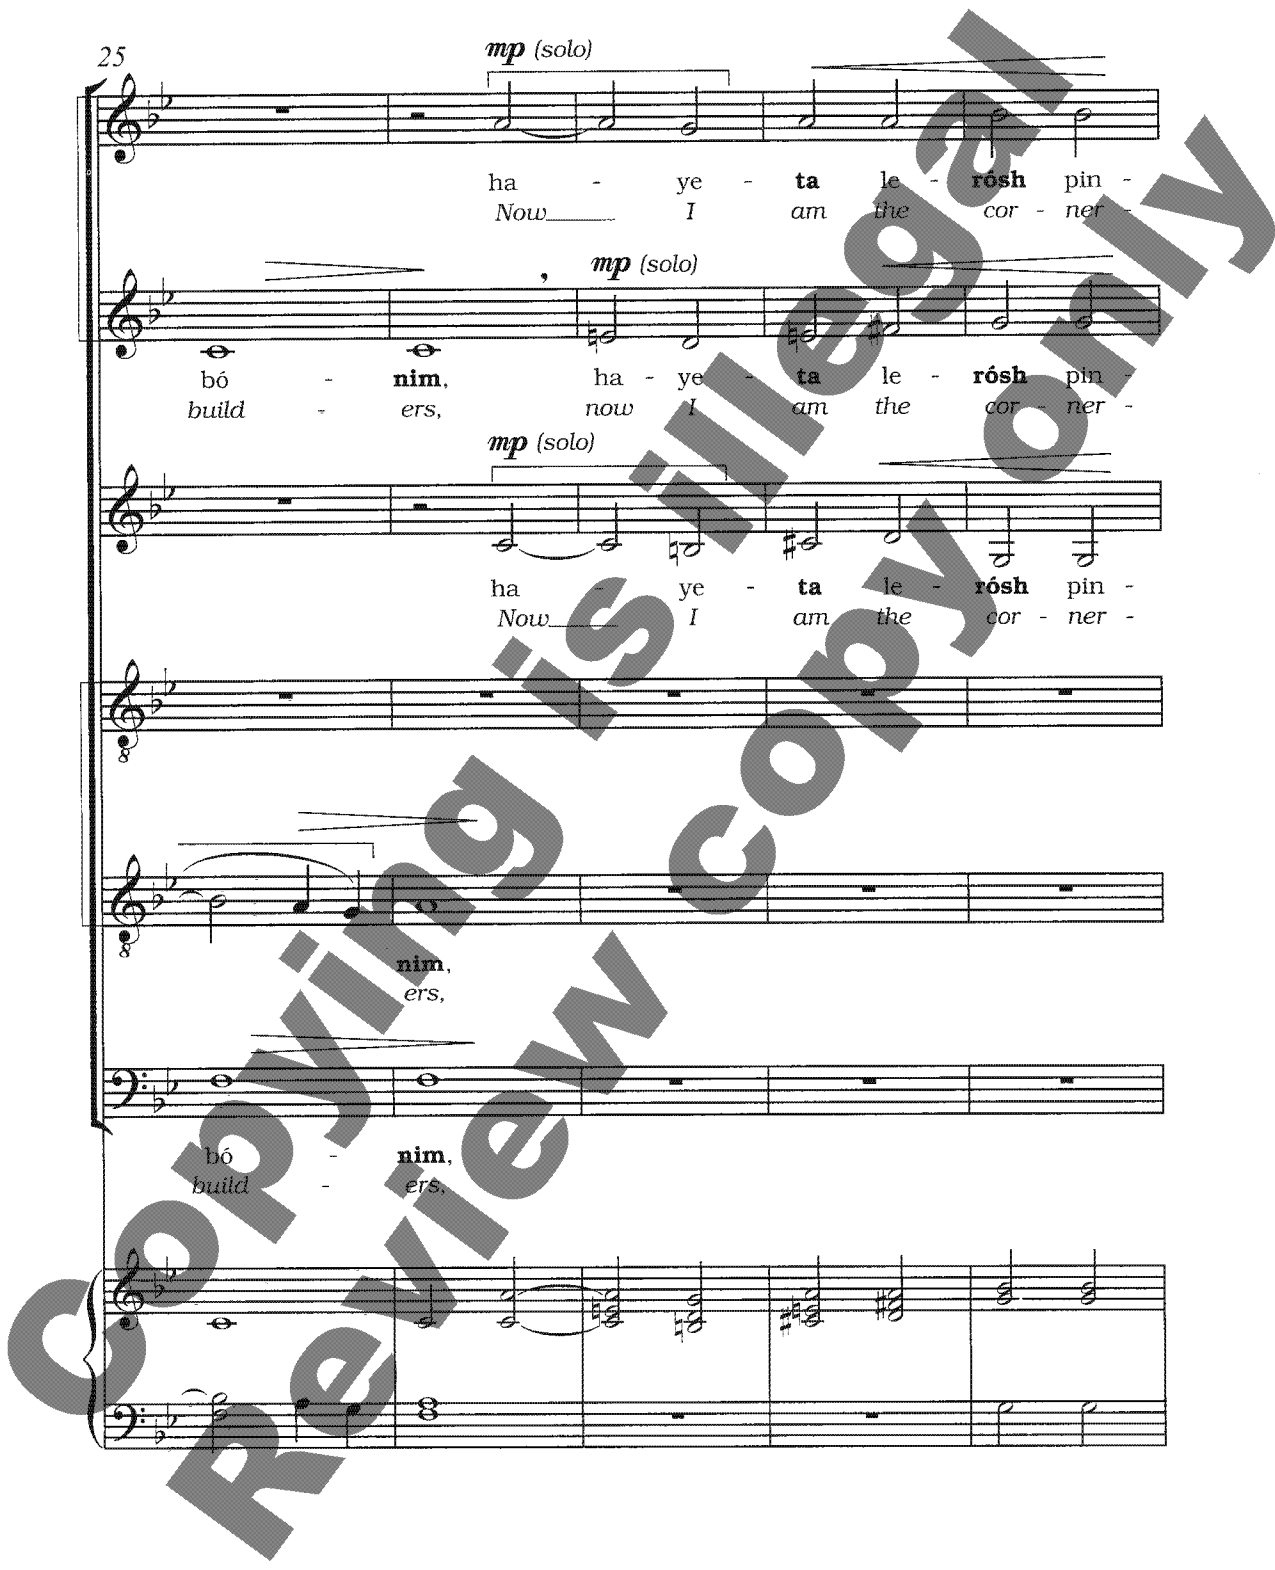 25
mp (solo)
ha - ye - ta le - rósh pin -
Now I am the cor - ner -
mp (solo)
bó - nim, ha - ye - ta le - rósh pin -
build - ers, now I am the cor - ner -
mp (solo)
ha - ye - ta le - rósh pin -
Now I am the cor - ner -
8
8
nim,
ers,
bó - nim,
build - ers,
Copying is illegal
Review copy only